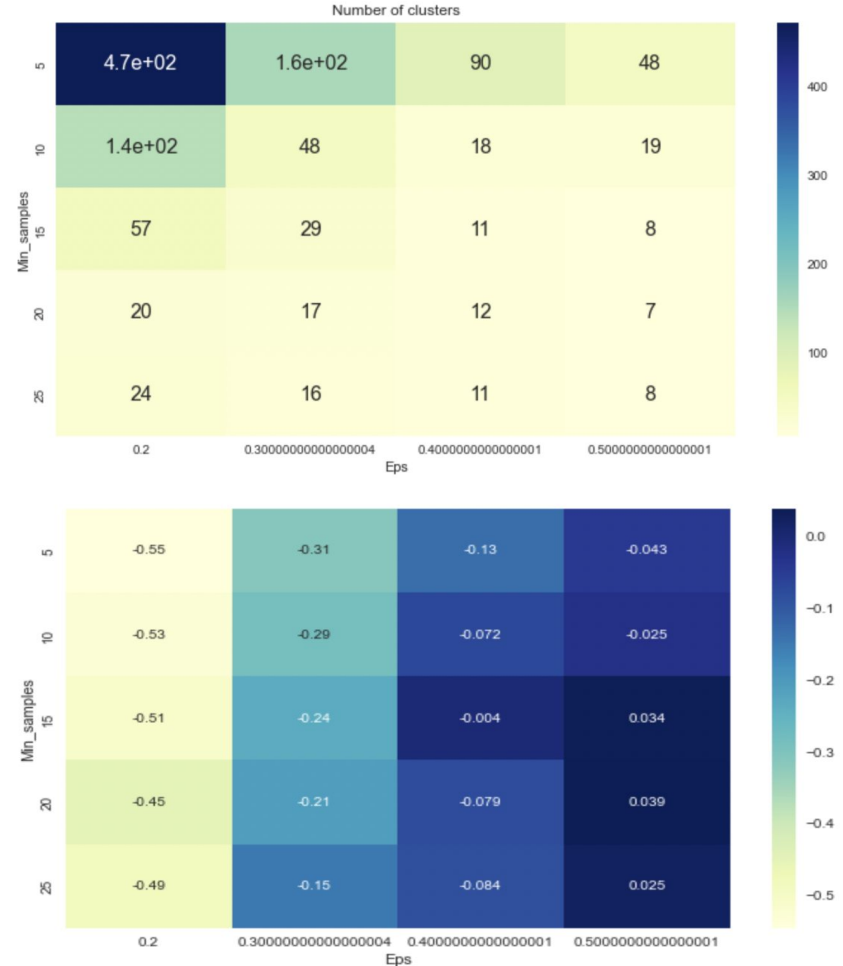 Number of clusters
5 4.7e+02 1.6e+02 90 48
400
10 1.4e+02 48 18 19
300
Min_samples
15 57 29 11 8
200
20 20 17 12 7
100
25 24 16 11 8
0.2 0.30000000000000004 0.4000000000000001 0.5000000000000001
Eps
5 -0.55 -0.31 -0.13 -0.043
0.0
−0.1
10 -0.53 -0.29 -0.072 -0.025
−0.2
Min_samples
15 -0.51 -0.24 -0.004 0.034
−0.3
20 -0.45 -0.21 -0.079 0.039
−0.4
25 -0.49 -0.15 -0.084 0.025
−0.5
0.2 0.30000000000000004 0.4000000000000001 0.5000000000000001
Eps